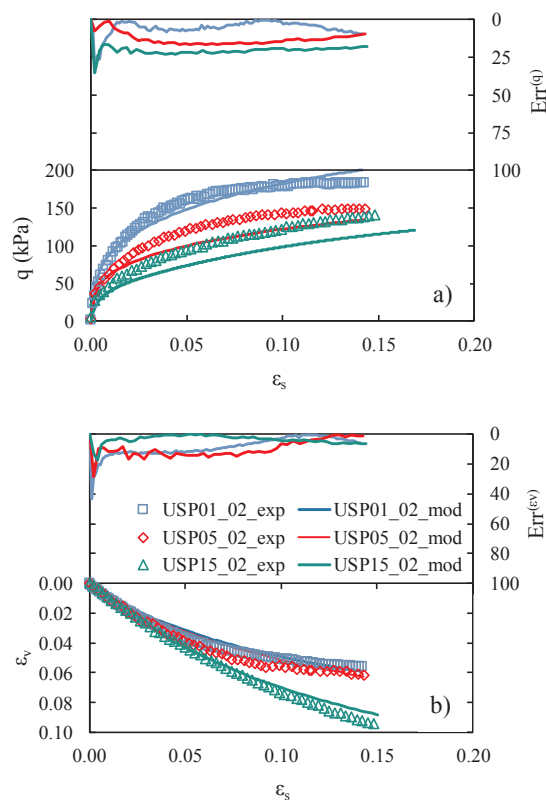 0
25
50
75
100
Err(q)
200
150
100
50
0
q (kPa)
a)
0.00 0.05 0.10 0.15 0.20
εs
0
20
40
60
80
100
Err(εv)
USP01_02_exp USP01_02_mod
USP05_02_exp USP05_02_mod
USP15_02_exp USP15_02_mod
0.00
0.02
0.04
0.06
0.08
0.10
εv
b)
0.00 0.05 0.10 0.15 0.20
εs